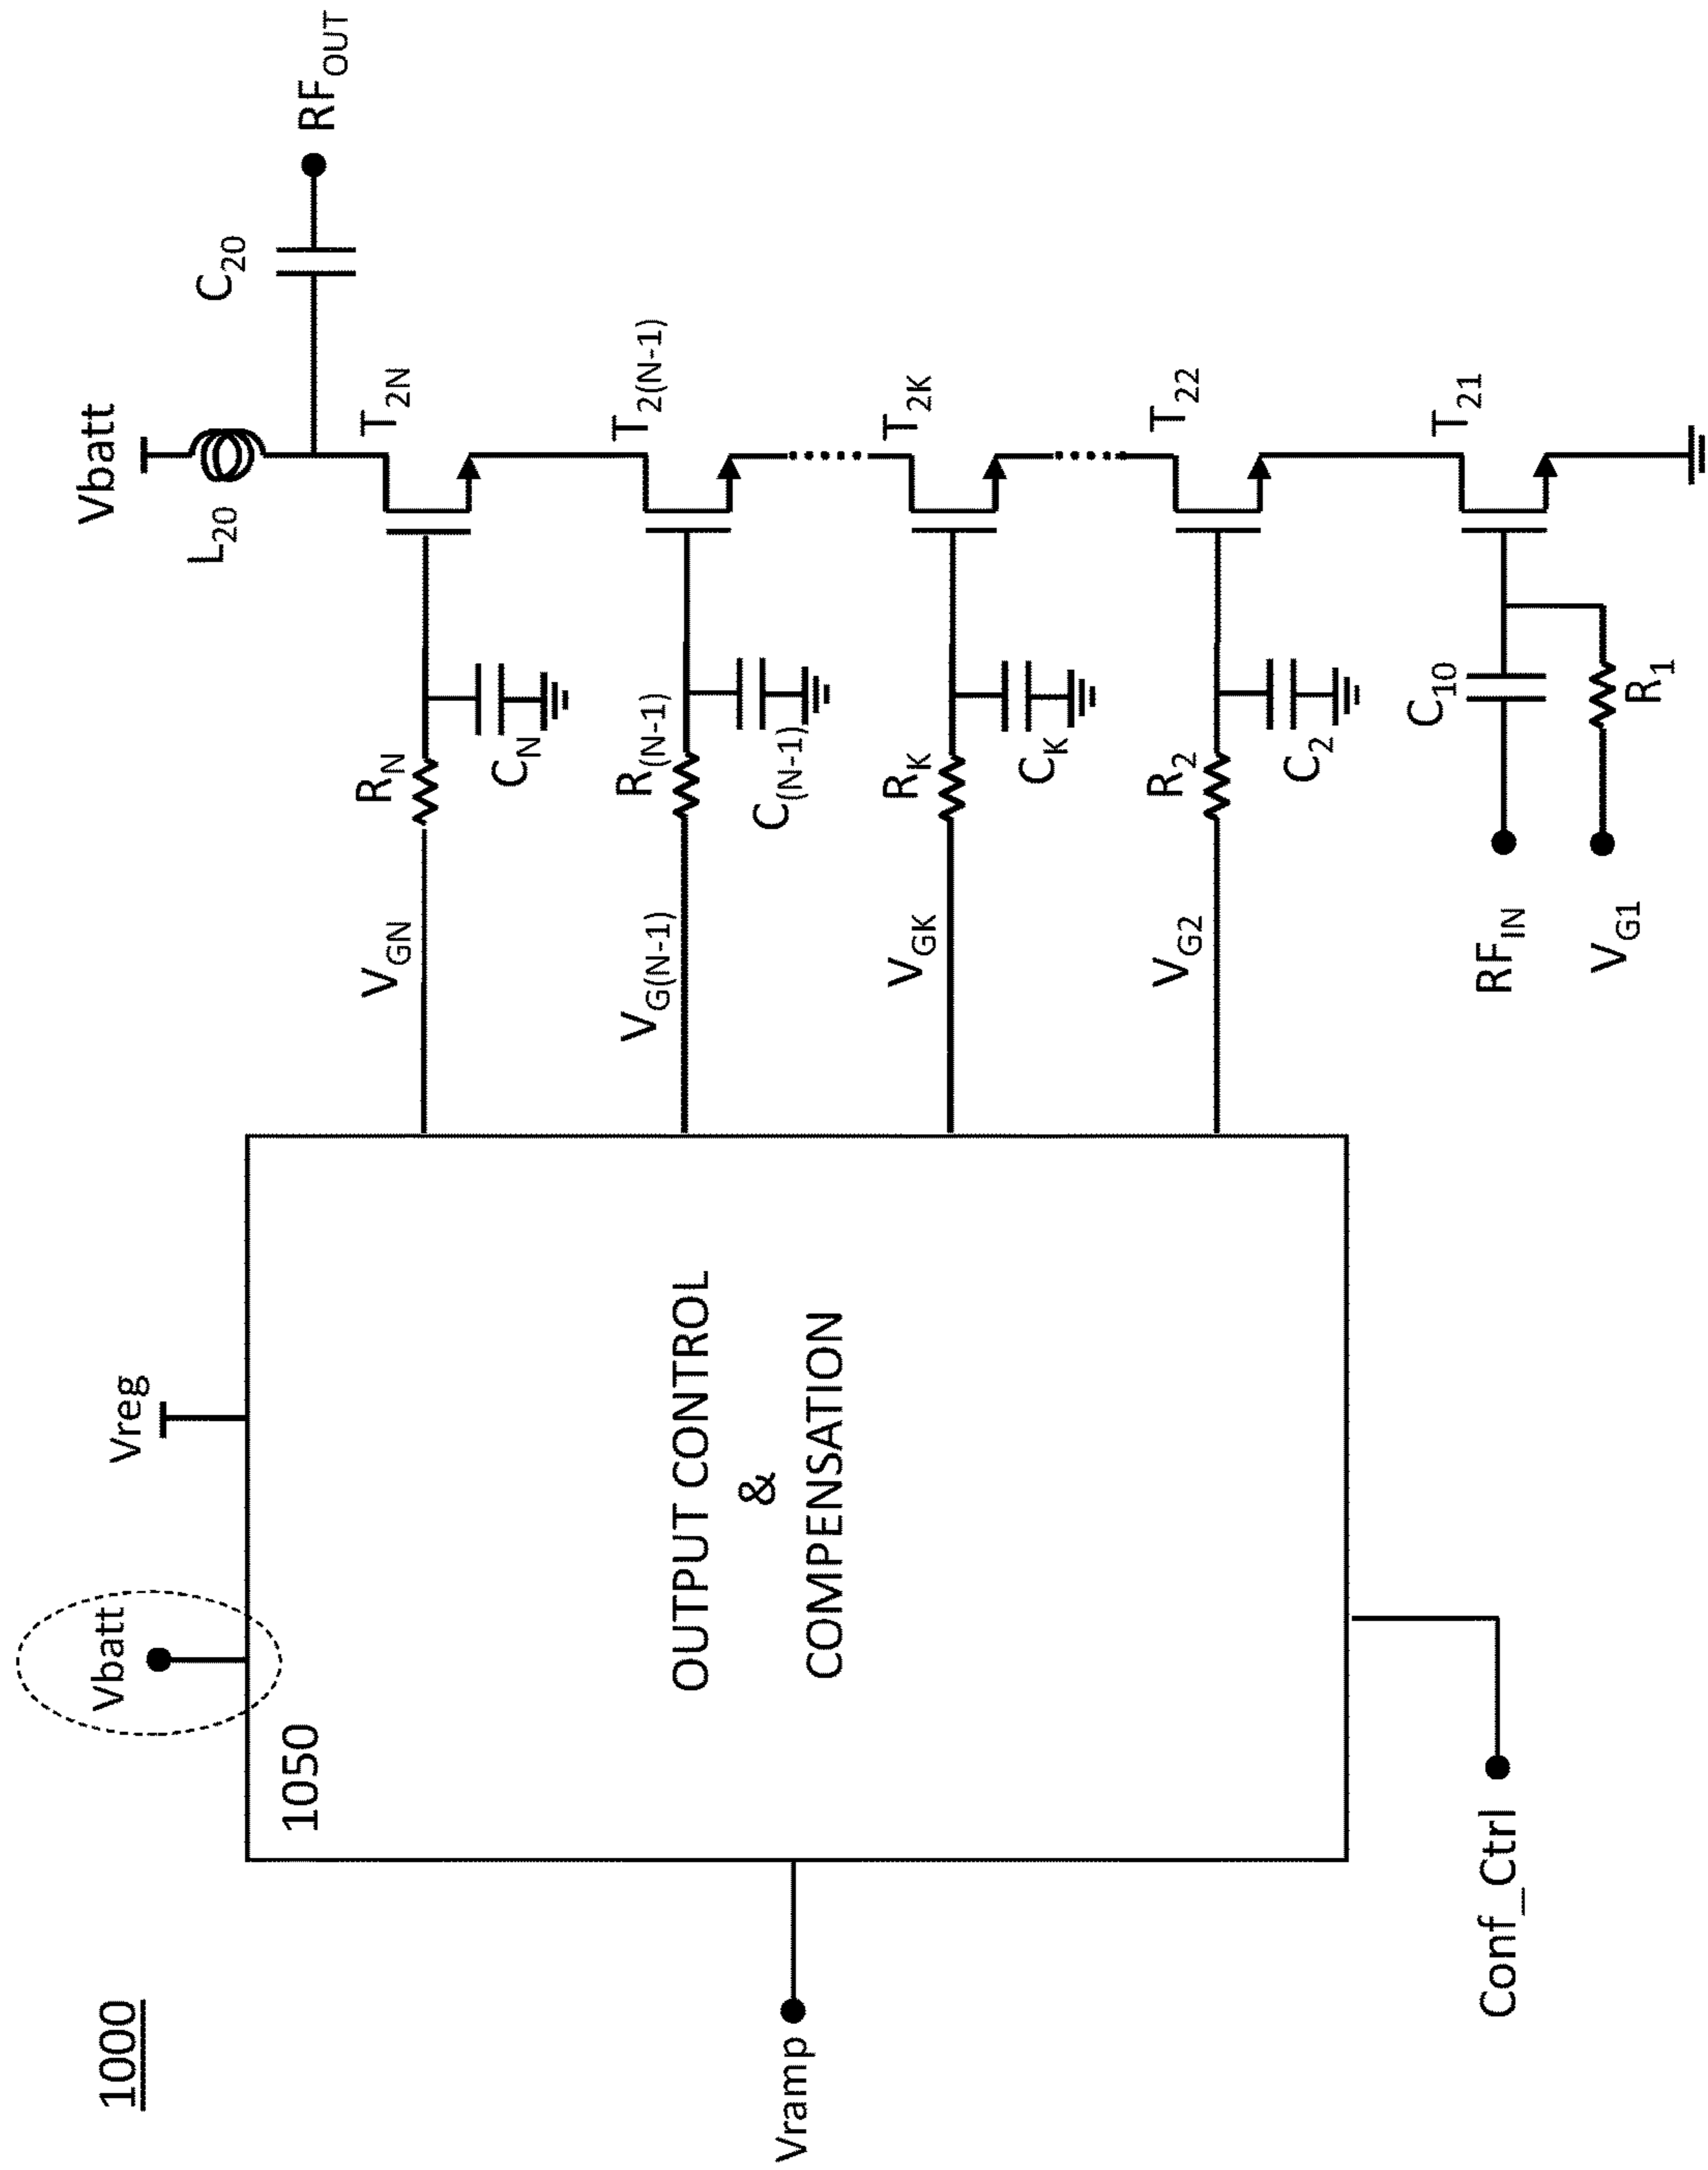 1000
Vbatt
Vreg
Vbatt
L20
C20
RFOUT
1050
OUTPUT CONTROL
&
COMPENSATION
Vramp
Conf_Ctrl
VGN
RN
CN
T2N
VG(N-1)
R(N-1)
C(N-1)
T2(N-1)
VGK
RK
CK
T2K
VG2
R2
C2
T22
RFIN
C10
T21
VG1
R1